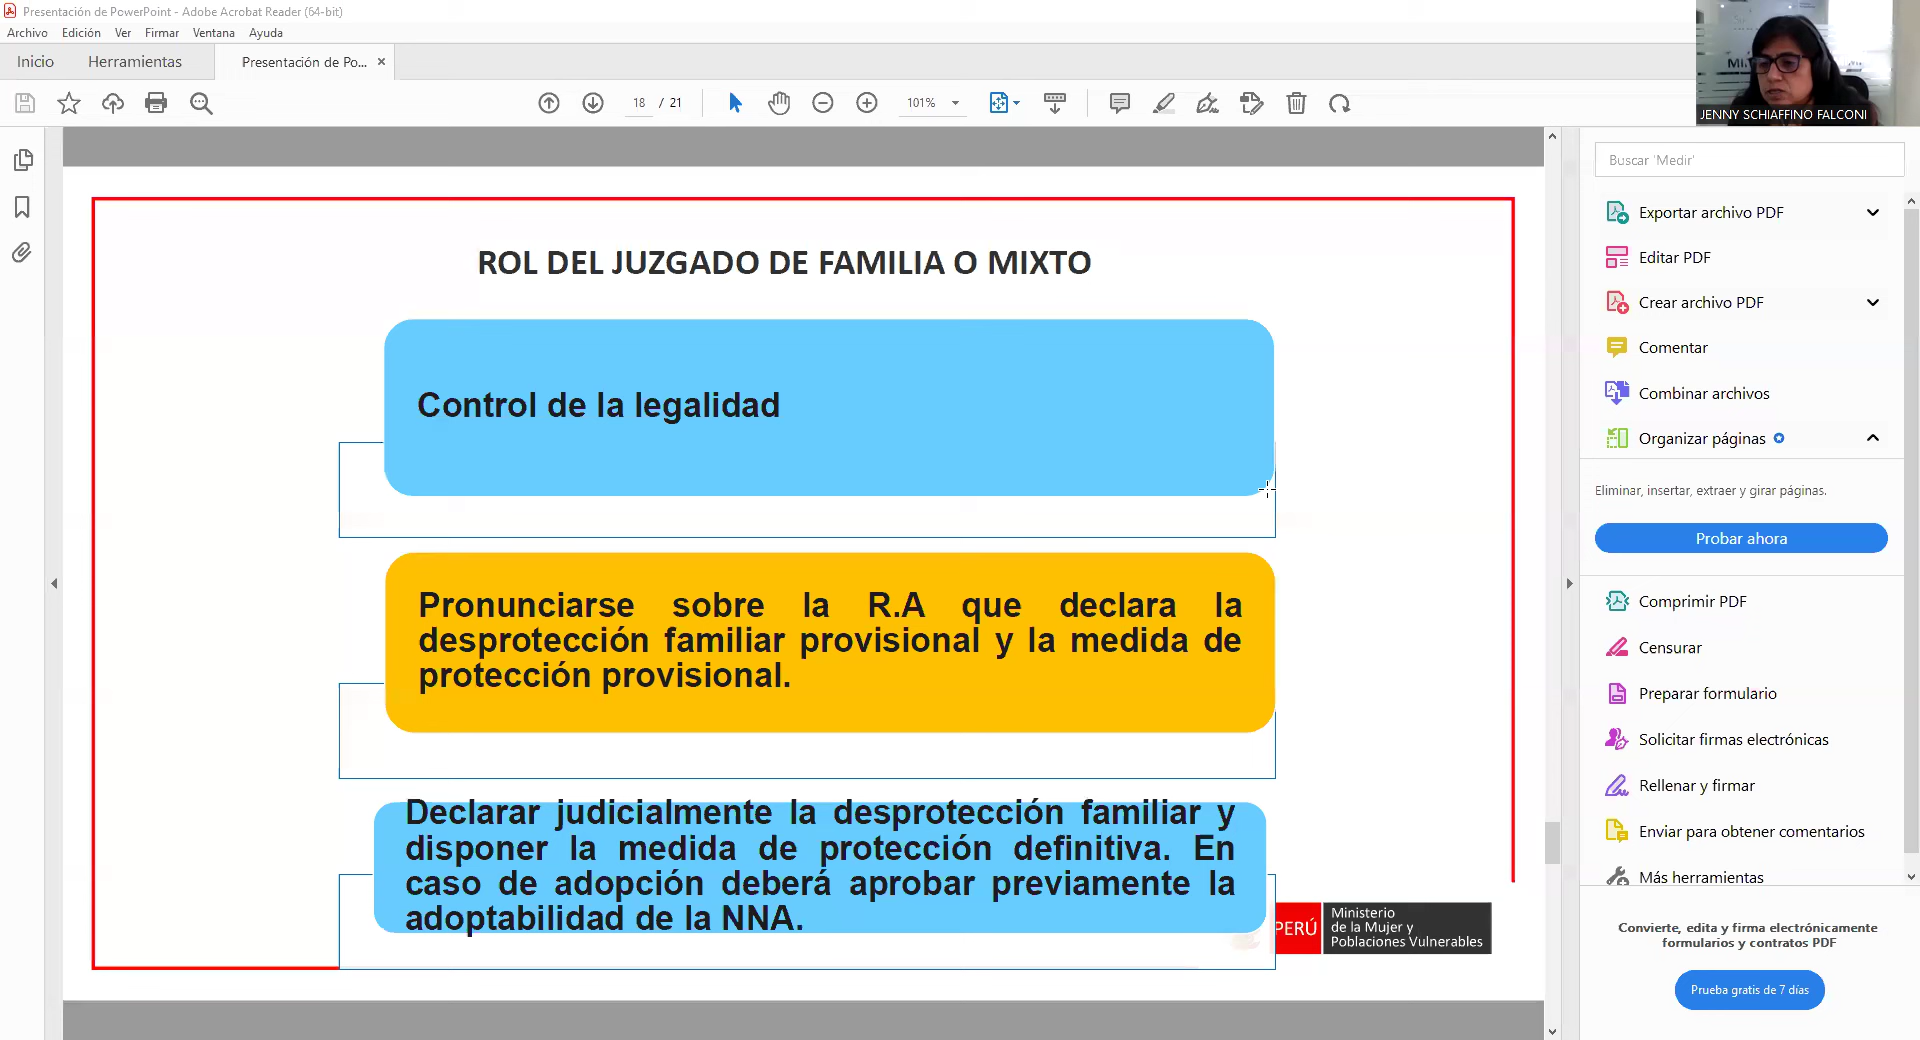 Presentación de PowerPoint - Adobe Acrobat Reader (64-bit)
Archivo Edición Ver Firmar Ventana Ayuda
Inicio Herramientas Presentación de Po... ×
18 / 21 101%
JENNY SCHIAFFINO FALCONI
ROL DEL JUZGADO DE FAMILIA O MIXTO
Control de la legalidad
Pronunciarse sobre la R.A que declara la
desprotección familiar provisional y la medida de
protección provisional.
Declarar judicialmente la desprotección familiar y
disponer la medida de protección definitiva. En
caso de adopción deberá aprobar previamente la
adoptabilidad de la NNA.
PERÚ
Ministerio
de la Mujer y
Poblaciones Vulnerables
Buscar 'Medir'
Exportar archivo PDF
Editar PDF
Crear archivo PDF
Comentar
Combinar archivos
Organizar páginas
Eliminar, insertar, extraer y girar páginas.
Probar ahora
Comprimir PDF
Censurar
Preparar formulario
Solicitar firmas electrónicas
Rellenar y firmar
Enviar para obtener comentarios
Más herramientas
Convierte, edita y firma electrónicamente
formularios y contratos PDF
Prueba gratis de 7 días